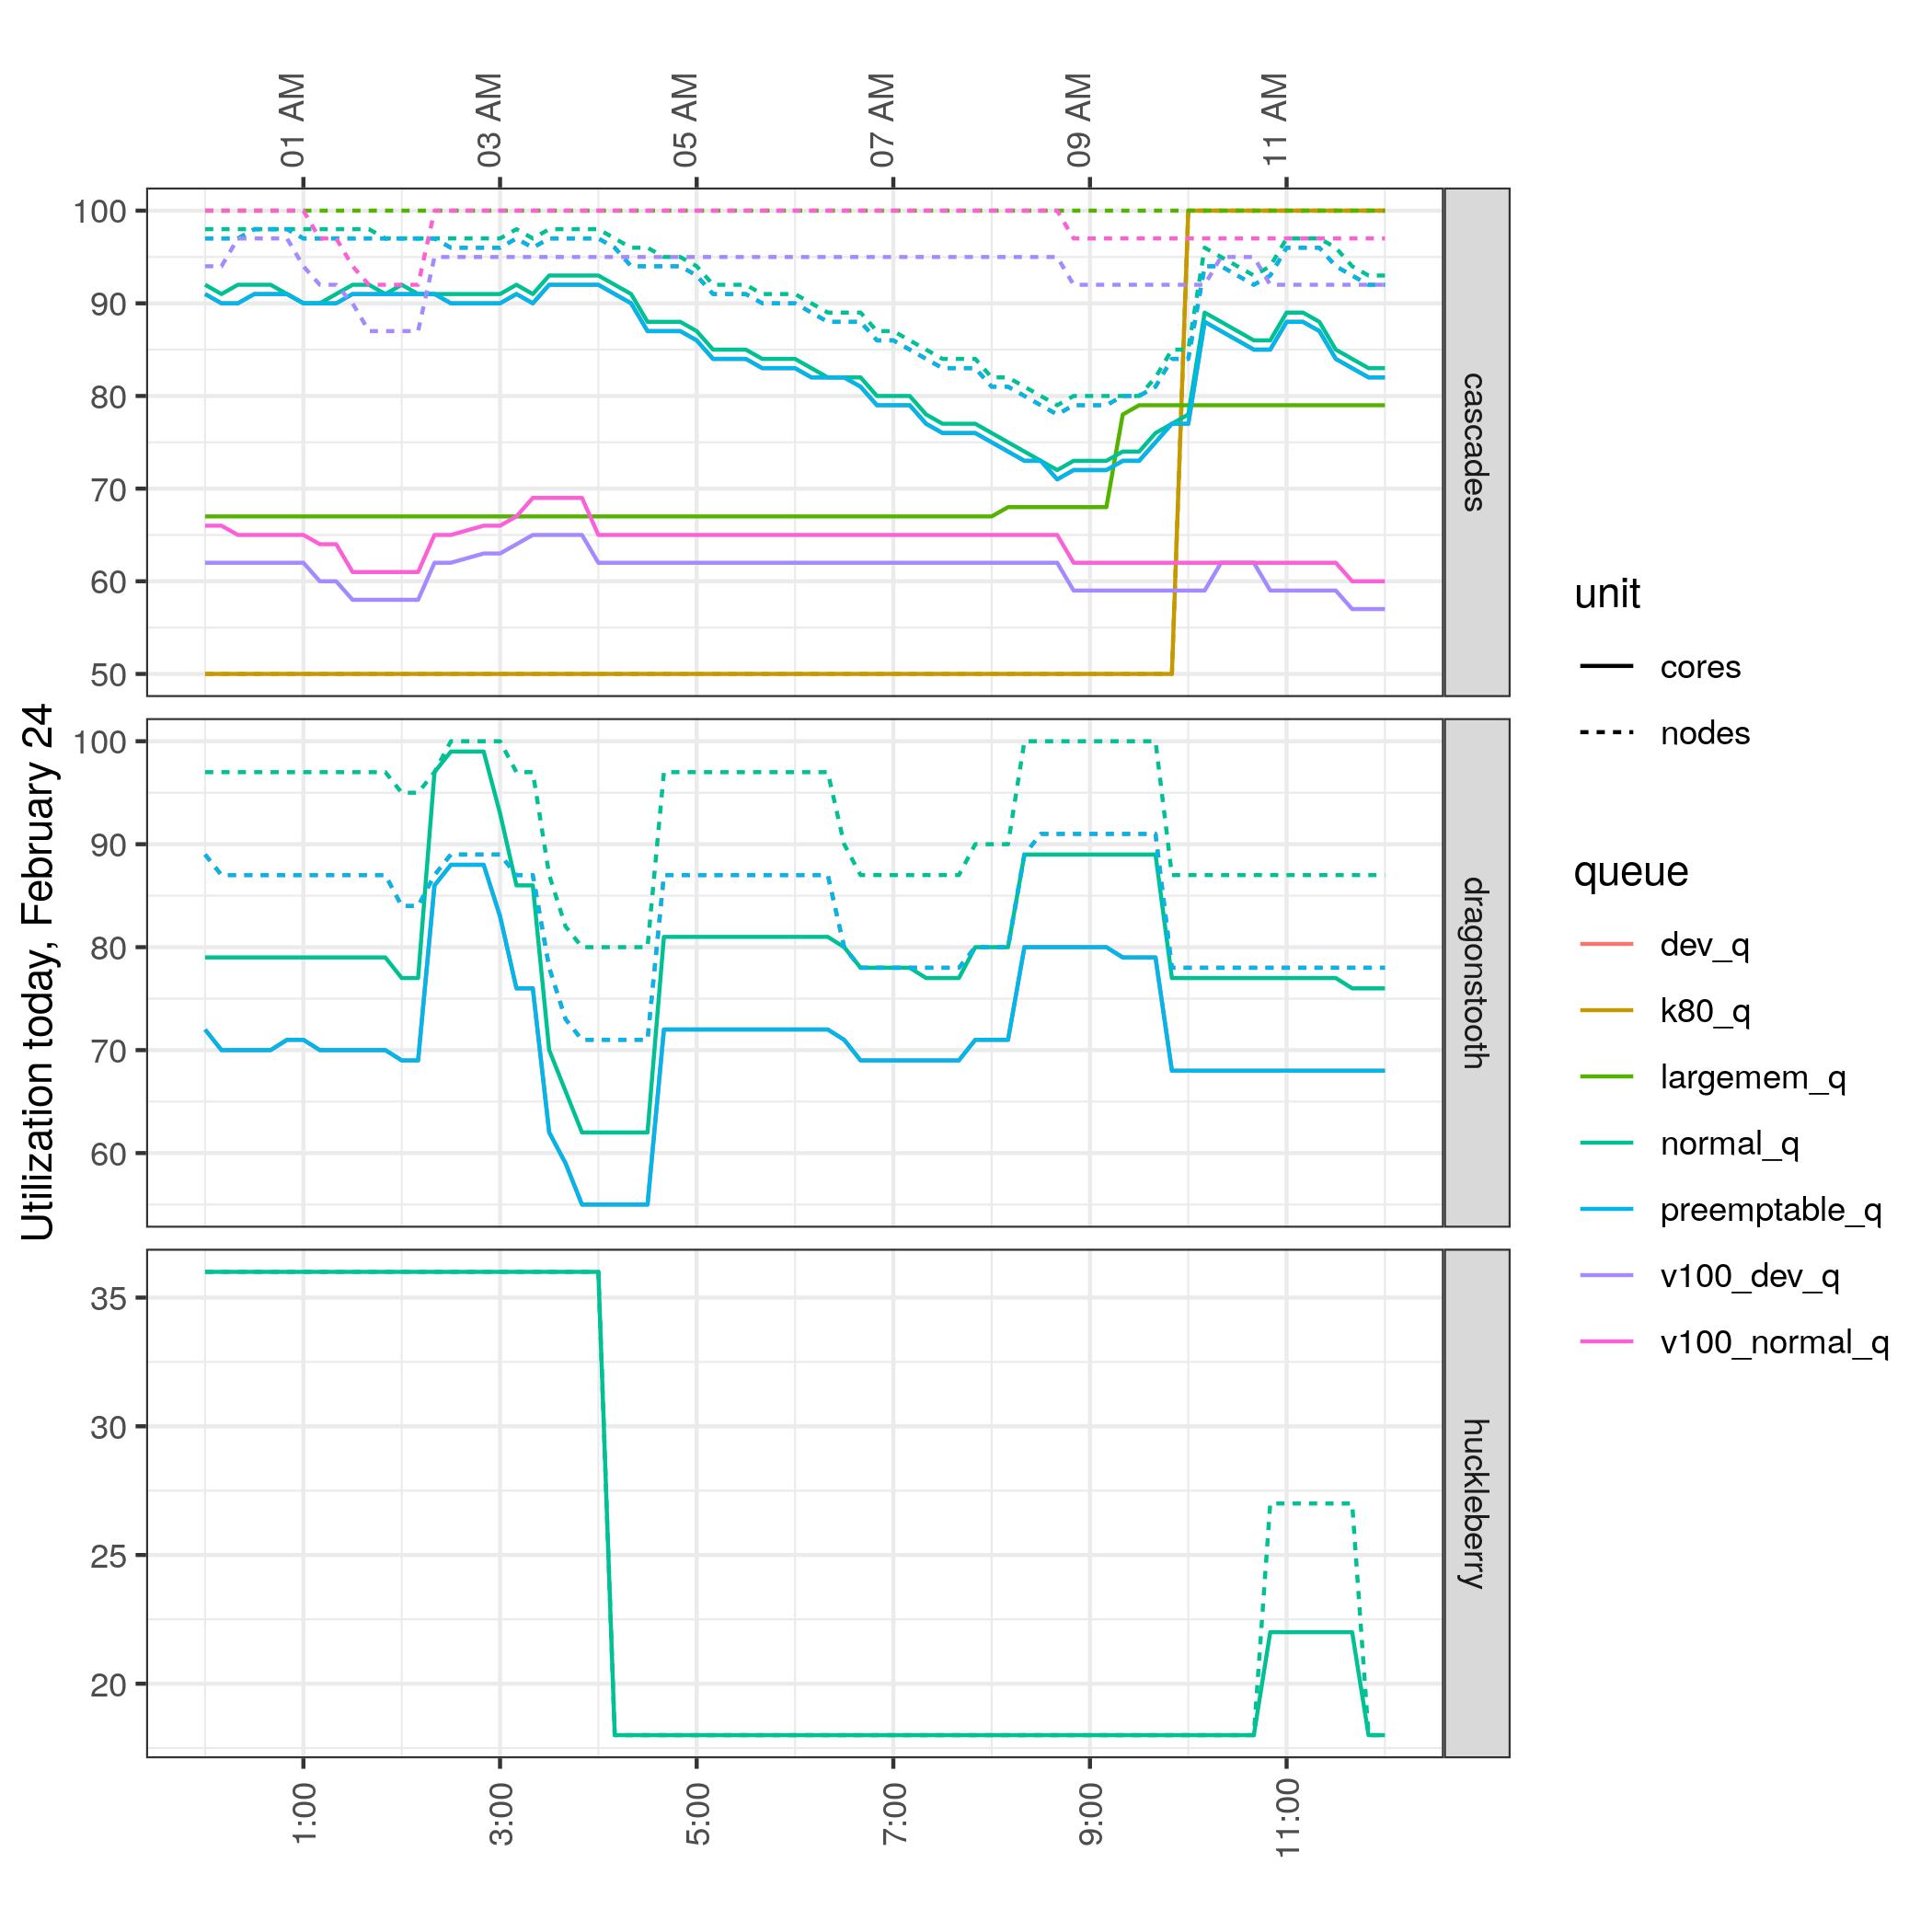 01 AM
03 AM
05 AM
07 AM
09 AM
11 AM
Utilization today, February 24
100
90
80
70
60
50
cascades
100
90
80
70
60
dragonstooth
35
30
25
20
huckleberry
1:00
3:00
5:00
7:00
9:00
11:00
unit
cores
nodes
queue
dev_q
k80_q
largemem_q
normal_q
preemptable_q
v100_dev_q
v100_normal_q